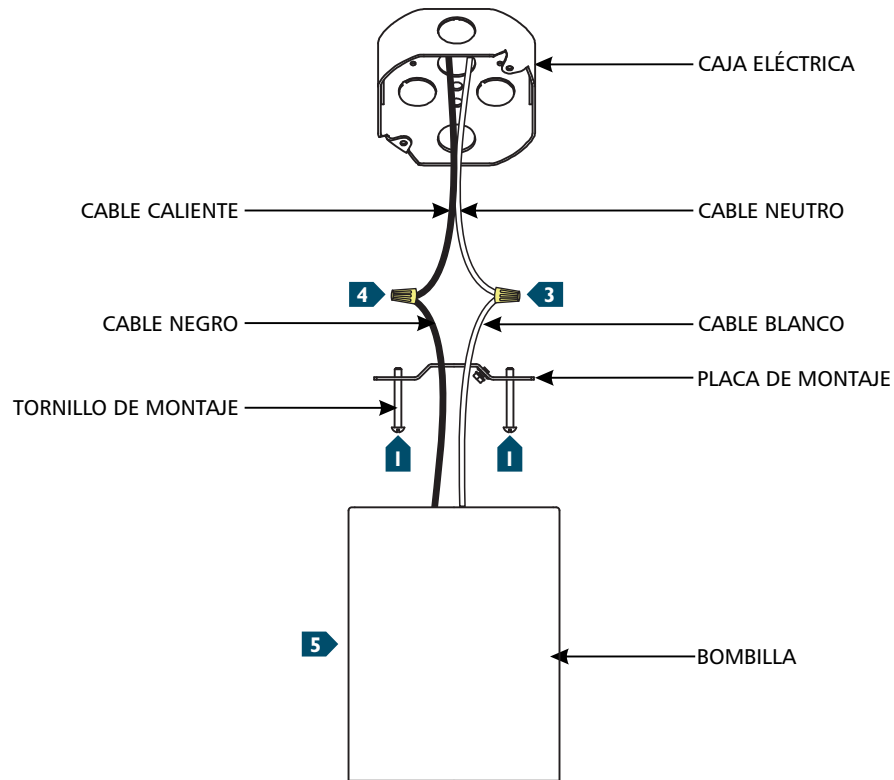 CAJA ELÉCTRICA
CABLE CALIENTE
CABLE NEUTRO
4
3
CABLE NEGRO
CABLE BLANCO
PLACA DE MONTAJE
TORNILLO DE MONTAJE
1
1
5
BOMBILLA